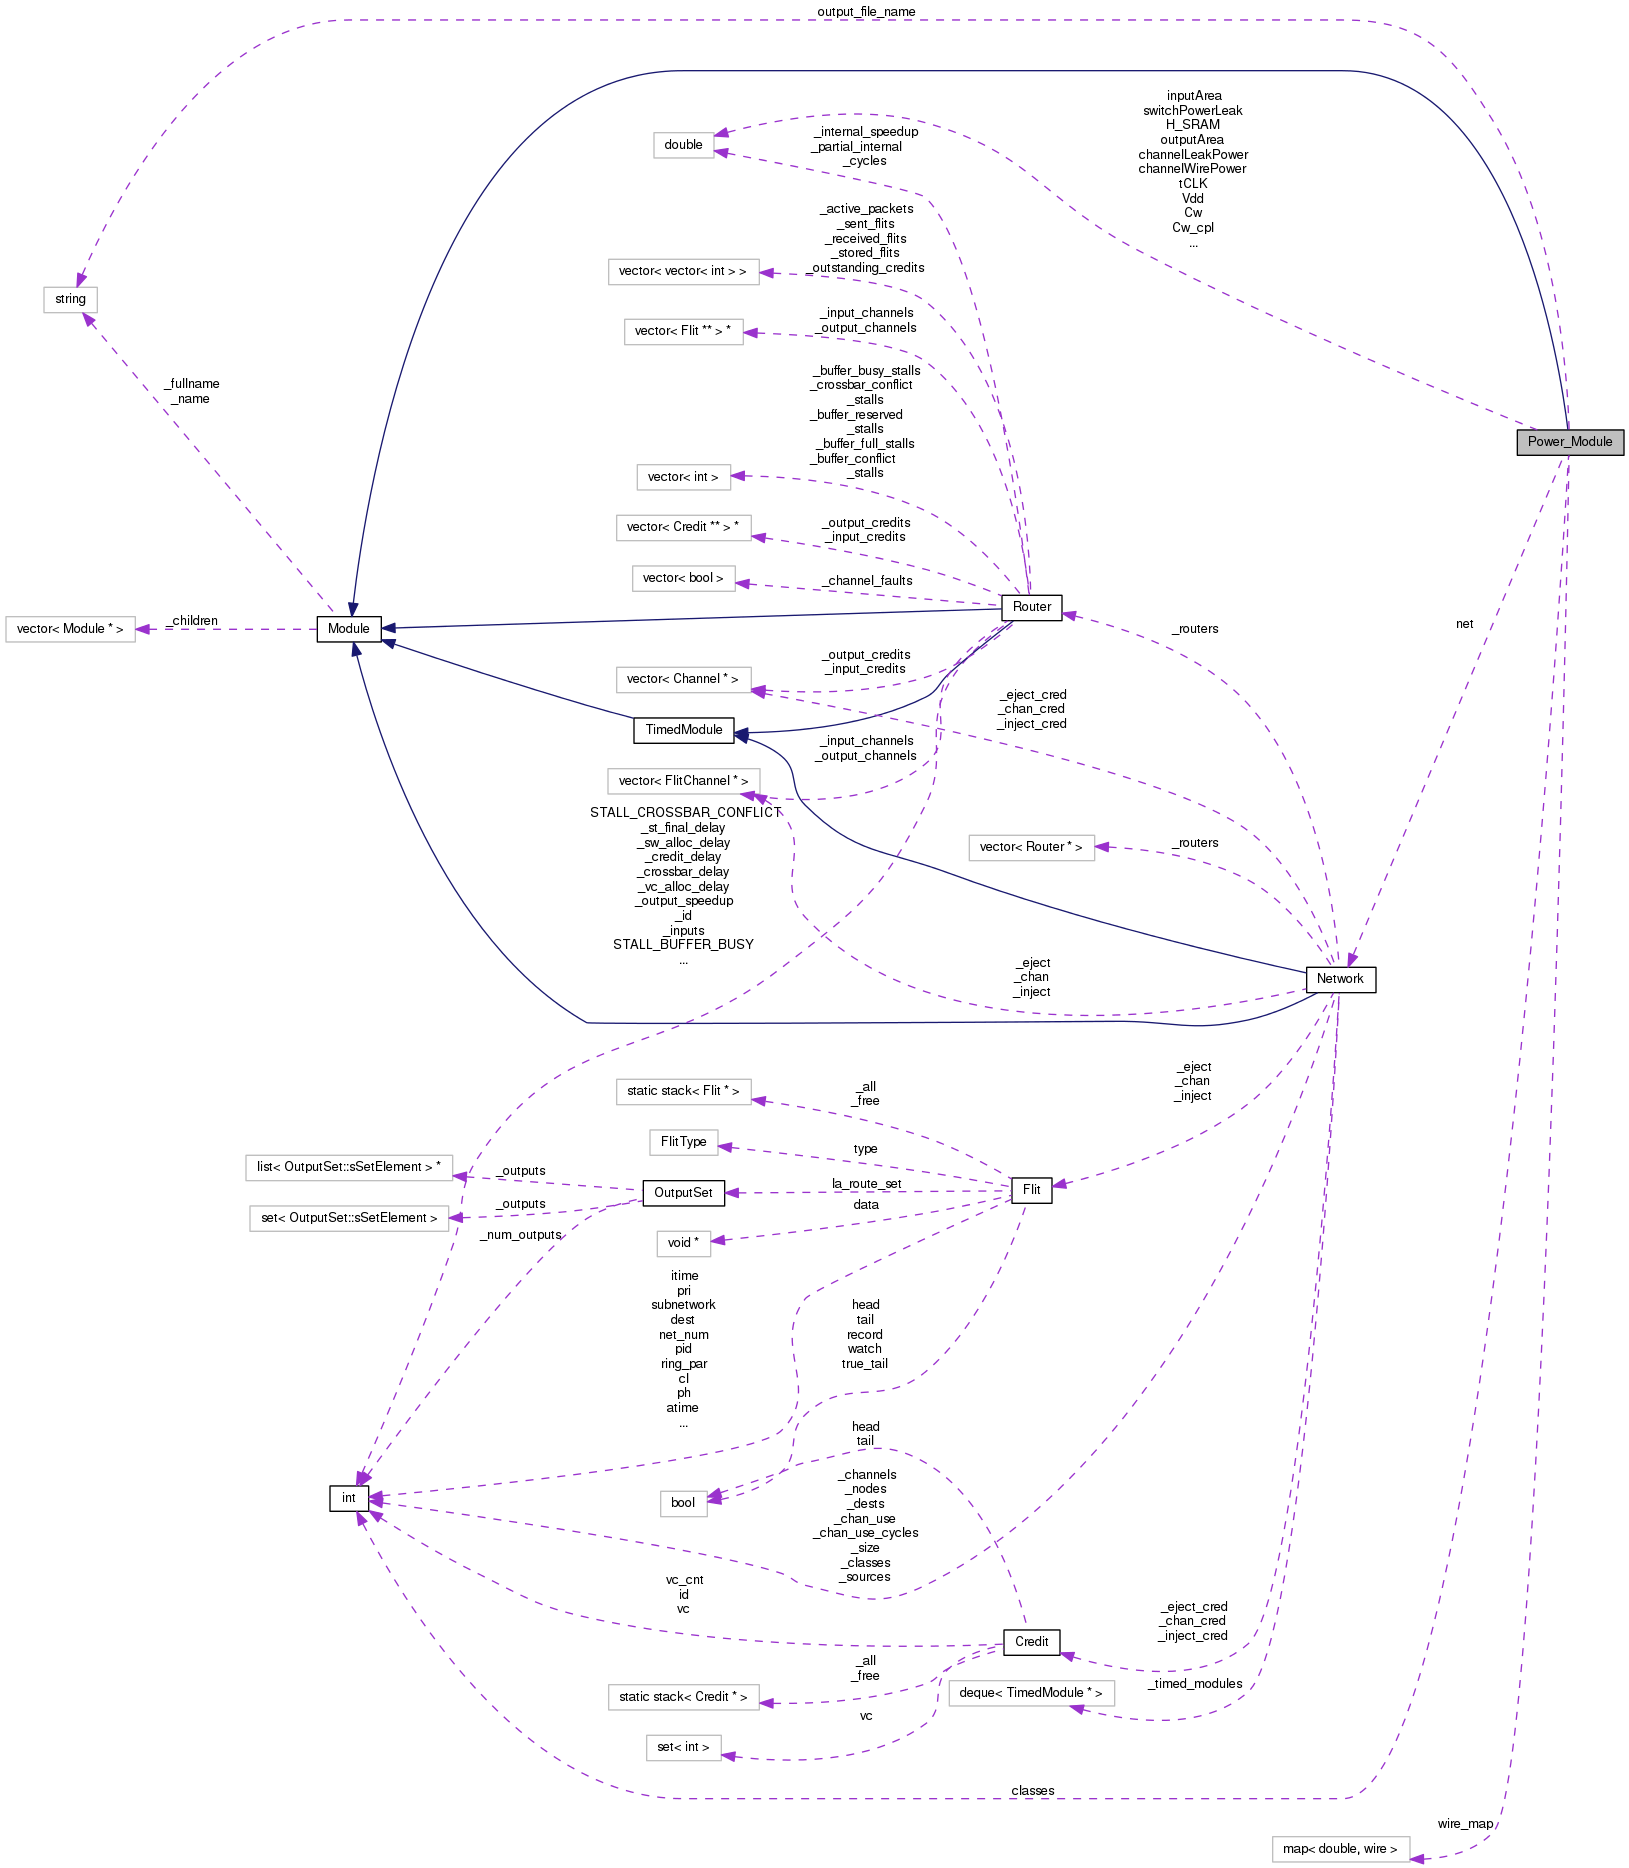 output_file_name
inputArea
switchPowerLeak
H_SRAM
outputArea
channelLeakPower
channelWirePower
tCLK
Vdd
Cw
Cw_cpl
...
double
_internal_speedup
_partial_internal
_cycles
_active_packets
_sent_flits
_received_flits
_stored_flits
_outstanding_credits
vector< vector< int > >
string
_input_channels
_output_channels
vector< Flit ** > *
_fullname
_name
_buffer_busy_stalls
_crossbar_conflict
_stalls
_buffer_reserved
_stalls
_buffer_full_stalls
_buffer_conflict
_stalls
vector< int >
Power_Module
vector< Credit ** > *
_output_credits
_input_credits
vector< bool >
_channel_faults
Router
vector< Module * >
_children
Module
_routers
net
vector< Channel * >
_output_credits
_input_credits
_eject_cred
_chan_cred
_inject_cred
TimedModule
_input_channels
_output_channels
vector< FlitChannel * >
STALL_CROSSBAR_CONFLICT
_st_final_delay
_sw_alloc_delay
_credit_delay
_crossbar_delay
_vc_alloc_delay
_output_speedup
_id
_inputs
STALL_BUFFER_BUSY
...
vector< Router * >
_routers
_eject
_chan
_inject
Network
_eject
_chan
_inject
static stack< Flit * >
_all
_free
FlitType
type
list< OutputSet::sSetElement > *
_outputs
OutputSet
la_route_set
Flit
set< OutputSet::sSetElement >
_outputs
data
_num_outputs
void *
itime
pri
subnetwork
dest
net_num
pid
ring_par
cl
ph
atime
...
head
tail
record
watch
true_tail
head
tail
int
bool
_channels
_nodes
_dests
_chan_use
_chan_use_cycles
_size
_classes
_sources
vc_cnt
id
vc
_eject_cred
_chan_cred
_inject_cred
Credit
_all
_free
static stack< Credit * >
deque< TimedModule * >
_timed_modules
vc
set< int >
classes
wire_map
map< double, wire >